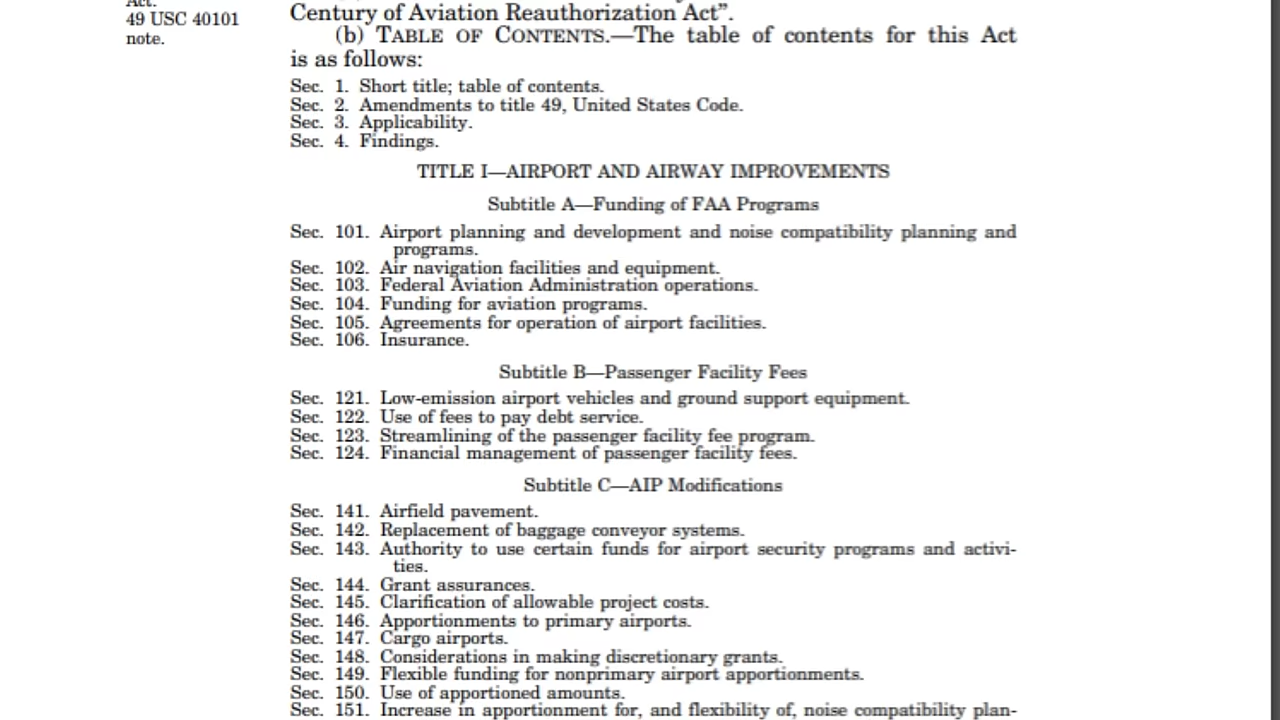 Act.
49 USC 40101
note.
Century of Aviation Reauthorization Act”.
(b) TABLE OF CONTENTS.—The table of contents for this Act
is as follows:
Sec. 1. Short title; table of contents.
Sec. 2. Amendments to title 49, United States Code.
Sec. 3. Applicability.
Sec. 4. Findings.
TITLE I—AIRPORT AND AIRWAY IMPROVEMENTS
Subtitle A—Funding of FAA Programs
Sec. 101. Airport planning and development and noise compatibility planning and
programs.
Sec. 102. Air navigation facilities and equipment.
Sec. 103. Federal Aviation Administration operations.
Sec. 104. Funding for aviation programs.
Sec. 105. Agreements for operation of airport facilities.
Sec. 106. Insurance.
Subtitle B—Passenger Facility Fees
Sec. 121. Low-emission airport vehicles and ground support equipment.
Sec. 122. Use of fees to pay debt service.
Sec. 123. Streamlining of the passenger facility fee program.
Sec. 124. Financial management of passenger facility fees.
Subtitle C—AIP Modifications
Sec. 141. Airfield pavement.
Sec. 142. Replacement of baggage conveyor systems.
Sec. 143. Authority to use certain funds for airport security programs and activi-
ties.
Sec. 144. Grant assurances.
Sec. 145. Clarification of allowable project costs.
Sec. 146. Apportionments to primary airports.
Sec. 147. Cargo airports.
Sec. 148. Considerations in making discretionary grants.
Sec. 149. Flexible funding for nonprimary airport apportionments.
Sec. 150. Use of apportioned amounts.
Sec. 151. Increase in apportionment for, and flexibility of, noise compatibility plan-